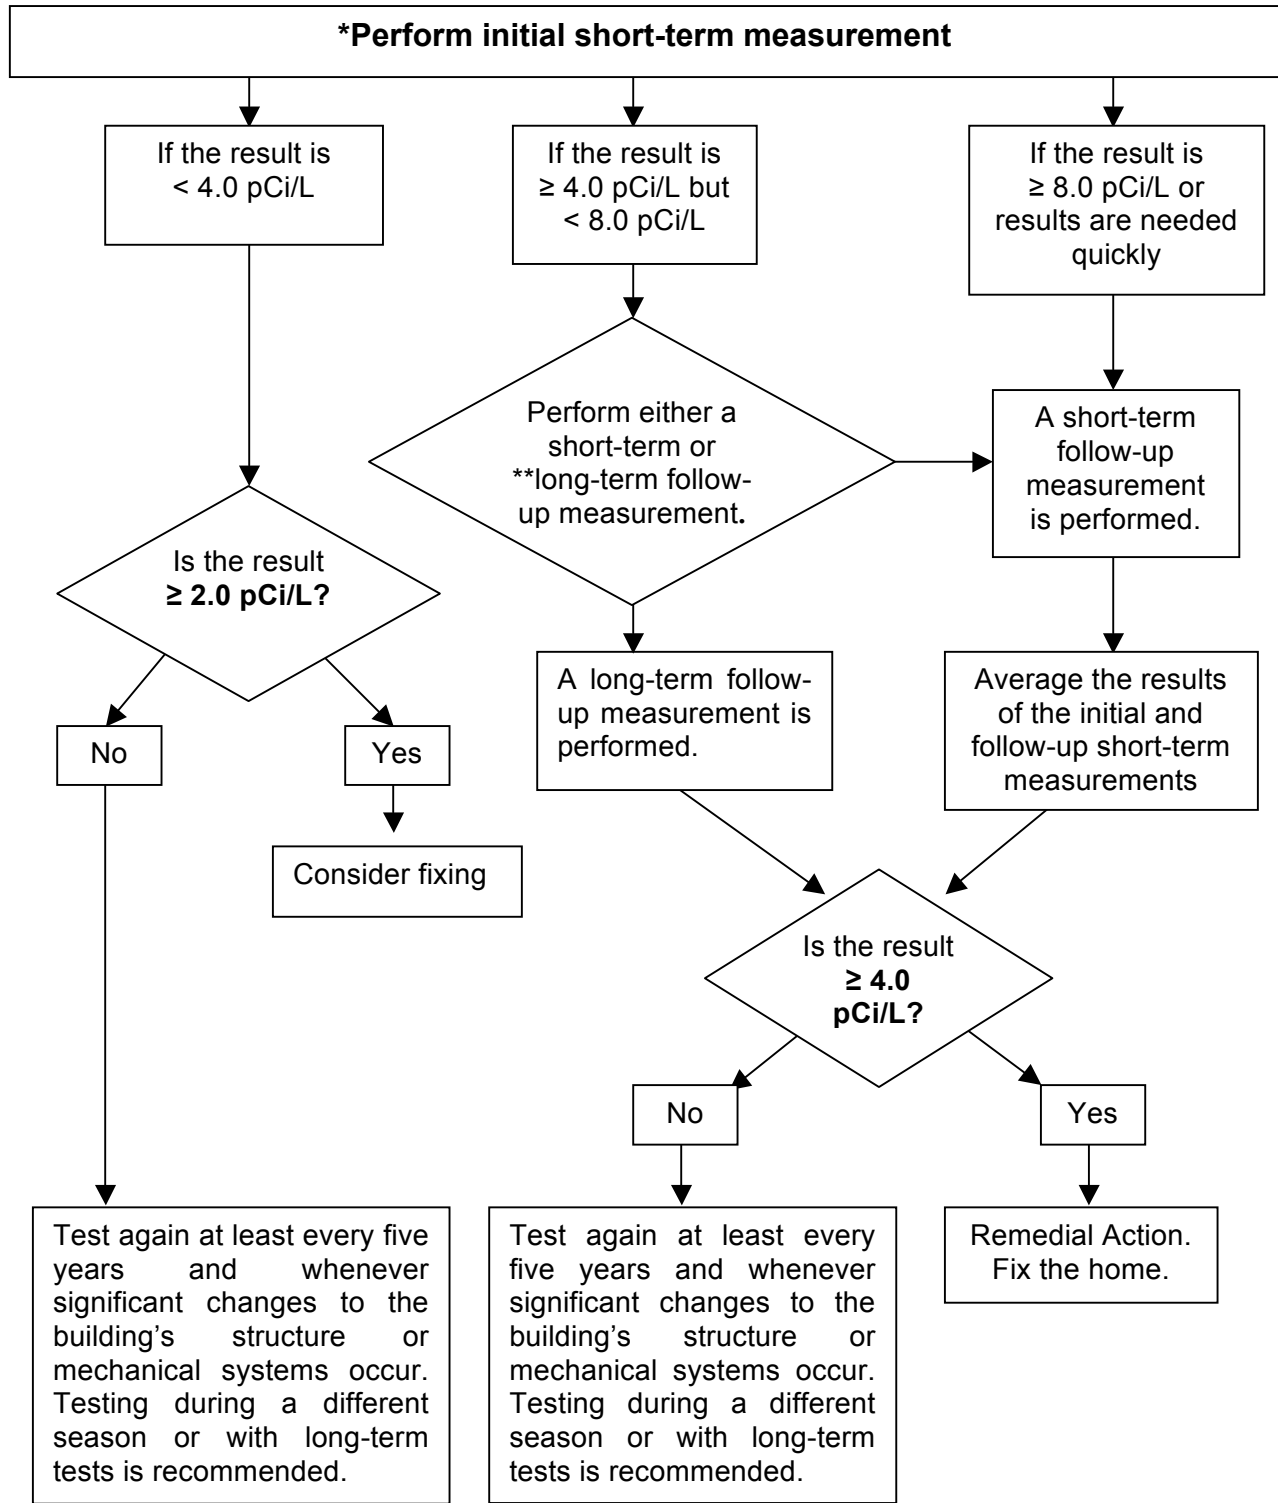 *Perform initial short-term measurement
If the result is
< 4.0 pCi/L
If the result is
≥ 4.0 pCi/L but
< 8.0 pCi/L
If the result is
≥ 8.0 pCi/L or
results are needed
quickly
Perform either a
short-term or
**long-term follow-
up measurement.
A short-term
follow-up
measurement
is performed.
Is the result
≥ 2.0 pCi/L?
No
Yes
Consider fixing
A long-term follow-
up measurement is
performed.
Average the results
of the initial and
follow-up short-term
measurements
Is the result
≥ 4.0
pCi/L?
No
Yes
Test again at least every five
years and whenever
significant changes to the
building’s structure or
mechanical systems occur.
Testing during a different
season or with long-term
tests is recommended.
Test again at least every
five years and whenever
significant changes to the
building’s structure or
mechanical systems occur.
Testing during a different
season or with long-term
tests is recommended.
Remedial Action.
Fix the home.